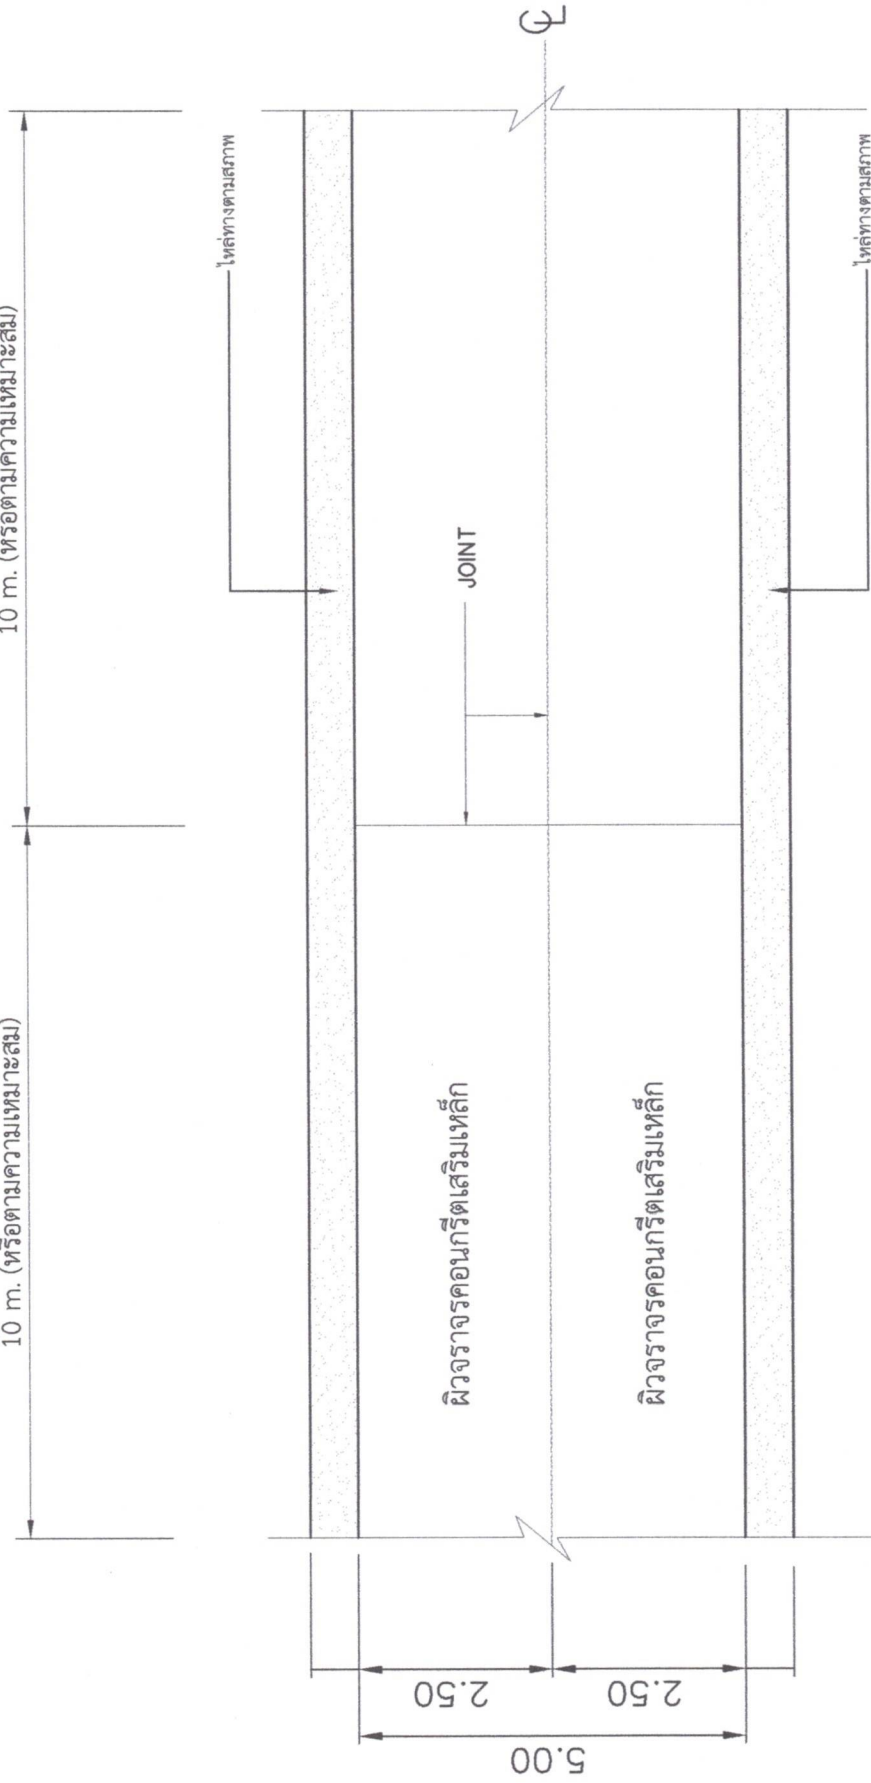 10 m. (หรือตามความเหมาะสม)
10 m. (หรือตามความเหมาะสม)
ไหล่ทางตามสภาพ
JOINT
ผิวจราจรคอนกรีตเสริมเหล็ก
ผิวจราจรคอนกรีตเสริมเหล็ก
ไหล่ทางตามสภาพ
2.50
2.50
5.00
℄